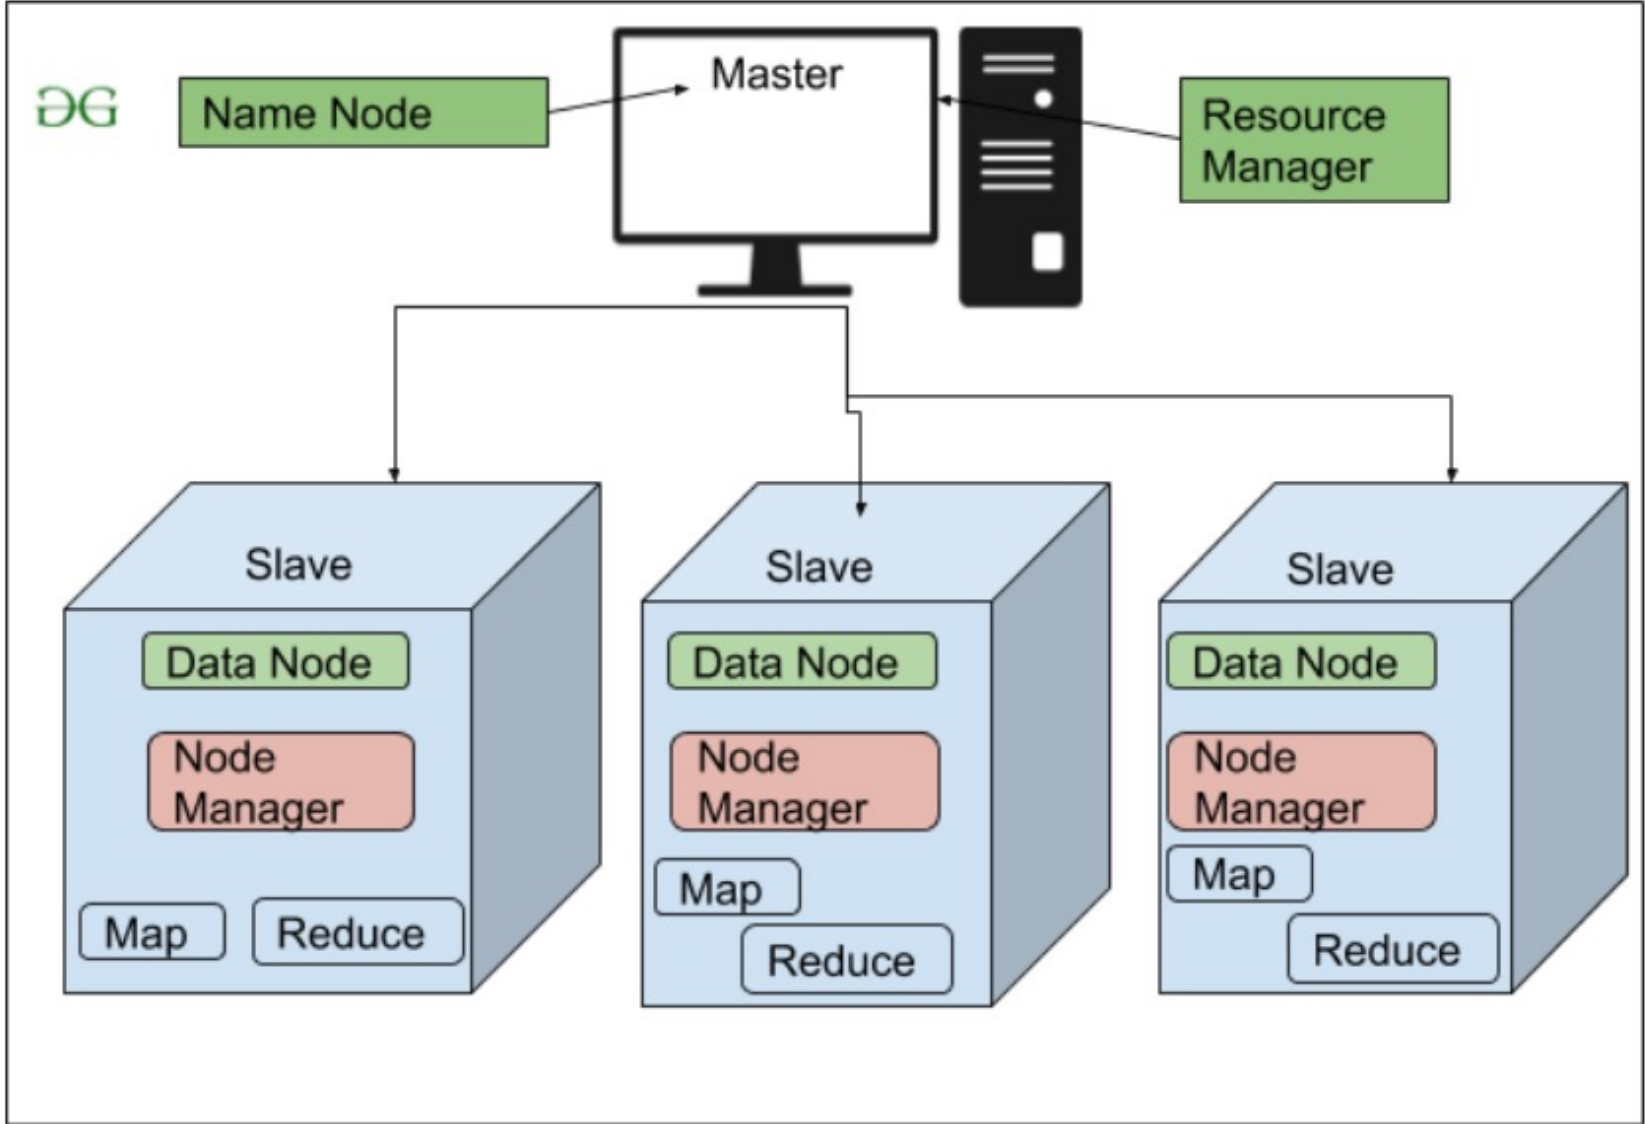 Name Node
Master
Resource
Manager
Slave
Data Node
Node
Manager
Map
Reduce
Slave
Data Node
Node
Manager
Map
Reduce
Slave
Data Node
Node
Manager
Map
Reduce